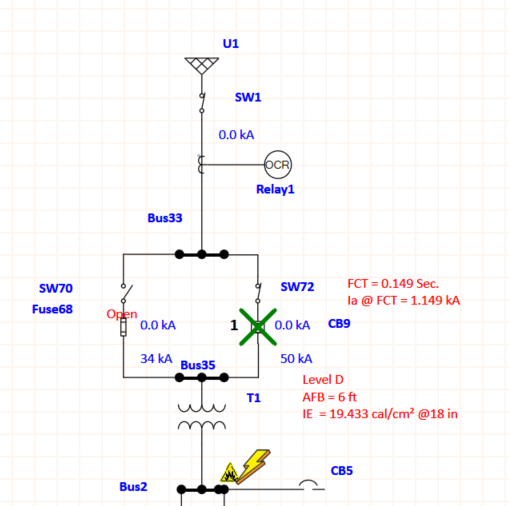 U1
SW1
0.0 kA
OCR
Relay1
Bus33
SW70
Fuse68
Open
0.0 kA
34 kA
SW72
FCT = 0.149 Sec.
Ia @ FCT = 1.149 kA
1
0.0 kA
CB9
50 kA
Bus35
T1
Level D
AFB = 6 ft
IE = 19.433 cal/cm² @18 in
Bus2
CB5